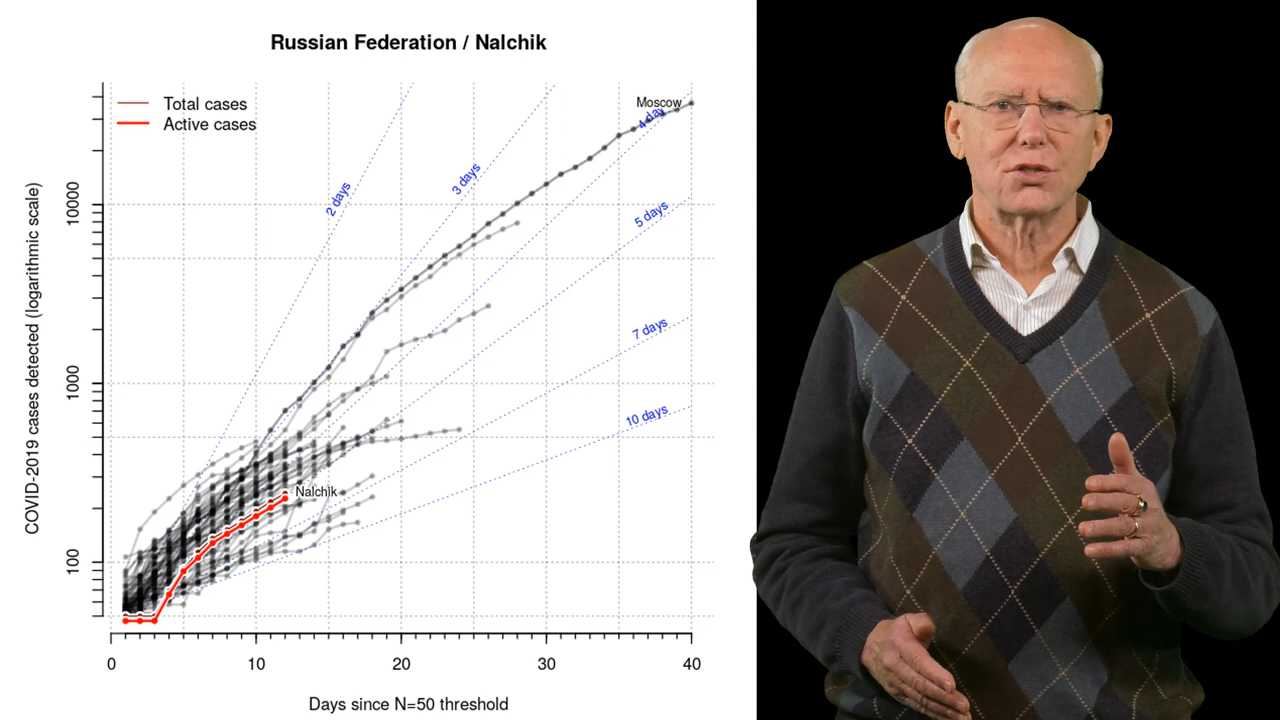 Russian Federation / Nalchik
Total cases
Active cases
Moscow
4 day
2 days
3 days
5 days
7 days
10 days
Nalchik
COVID-2019 cases detected (logarithmic scale)
10000
1000
100
0 10 20 30 40
Days since N=50 threshold